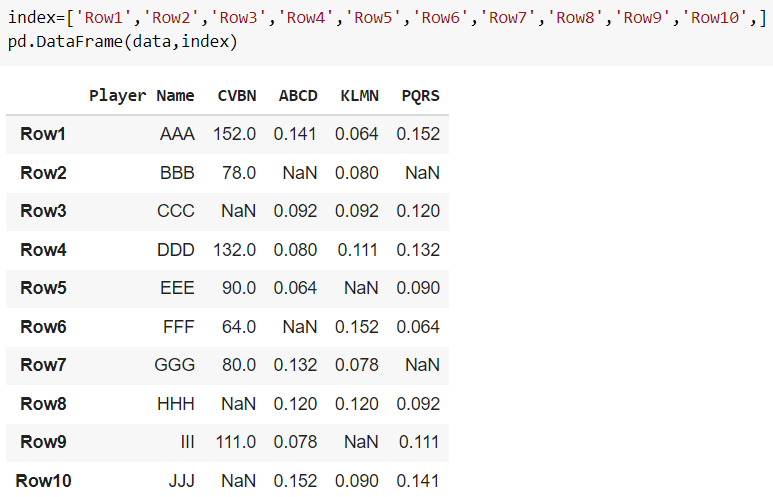 index=['Row1','Row2','Row3','Row4','Row5','Row6','Row7','Row8','Row9','Row10',]
pd.DataFrame(data,index)
Player Name CVBN ABCD KLMN PQRS
Row1 AAA 152.0 0.141 0.064 0.152
Row2 BBB 78.0 NaN 0.080 NaN
Row3 CCC NaN 0.092 0.092 0.120
Row4 DDD 132.0 0.080 0.111 0.132
Row5 EEE 90.0 0.064 NaN 0.090
Row6 FFF 64.0 NaN 0.152 0.064
Row7 GGG 80.0 0.132 0.078 NaN
Row8 HHH NaN 0.120 0.120 0.092
Row9 III 111.0 0.078 NaN 0.111
Row10 JJJ NaN 0.152 0.090 0.141